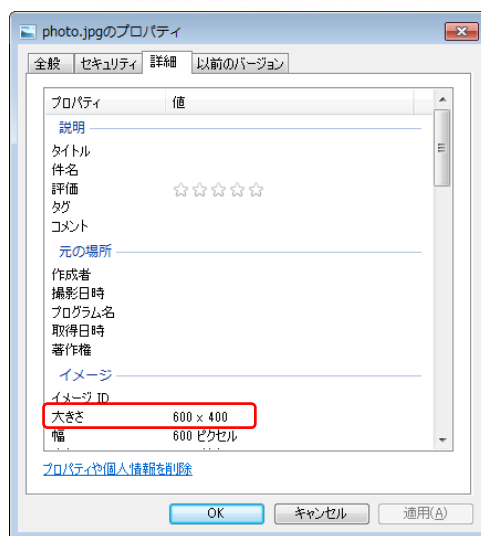 photo.jpgのプロパティ
全般 セキュリティ 詳細 以前のバージョン
プロパティ 値
説明
タイトル
件名
評価
タグ
コメント
元の場所
作成者
撮影日時
プログラム名
取得日時
著作権
イメージ
イメージ ID
大きさ 600 x 400
幅 600 ピクセル
プロパティや個人情報を削除
OK キャンセル 適用(A)